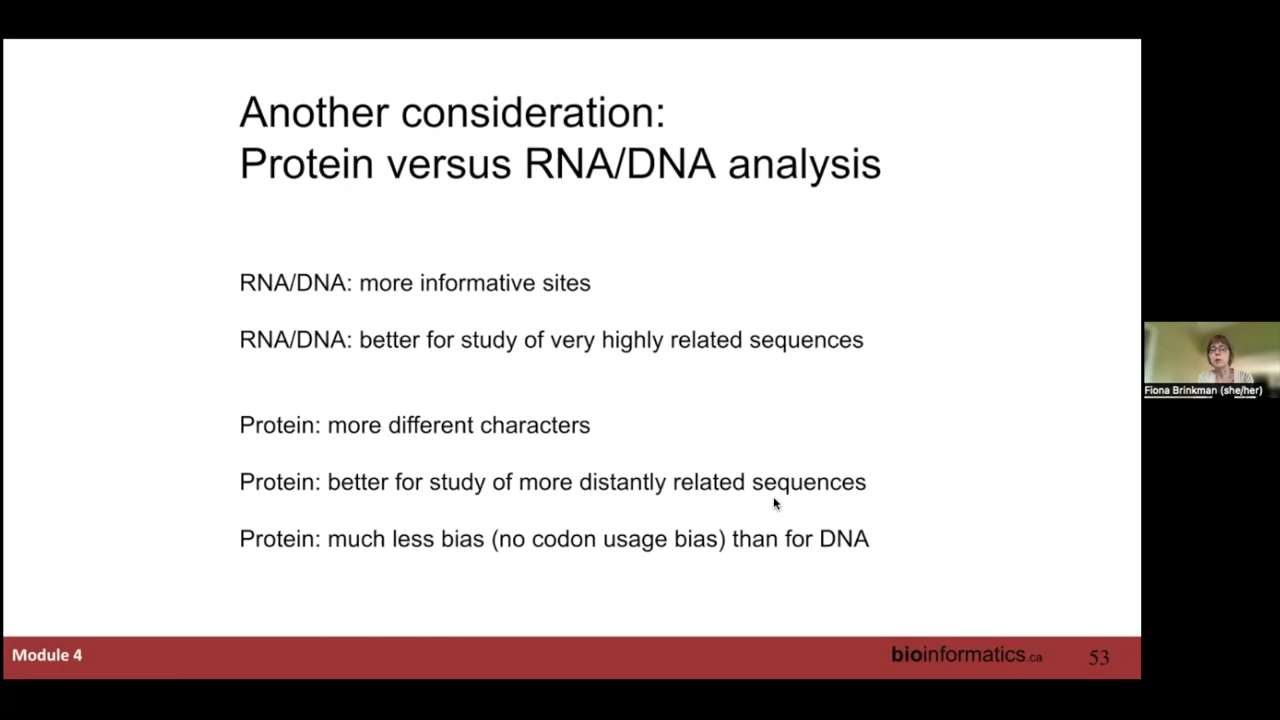 Another consideration:
Protein versus RNA/DNA analysis
RNA/DNA: more informative sites
RNA/DNA: better for study of very highly related sequences
Protein: more different characters
Protein: better for study of more distantly related sequences
Protein: much less bias (no codon usage bias) than for DNA
Fiona Brinkman (she/her)
Module 4
bioinformatics.ca
53